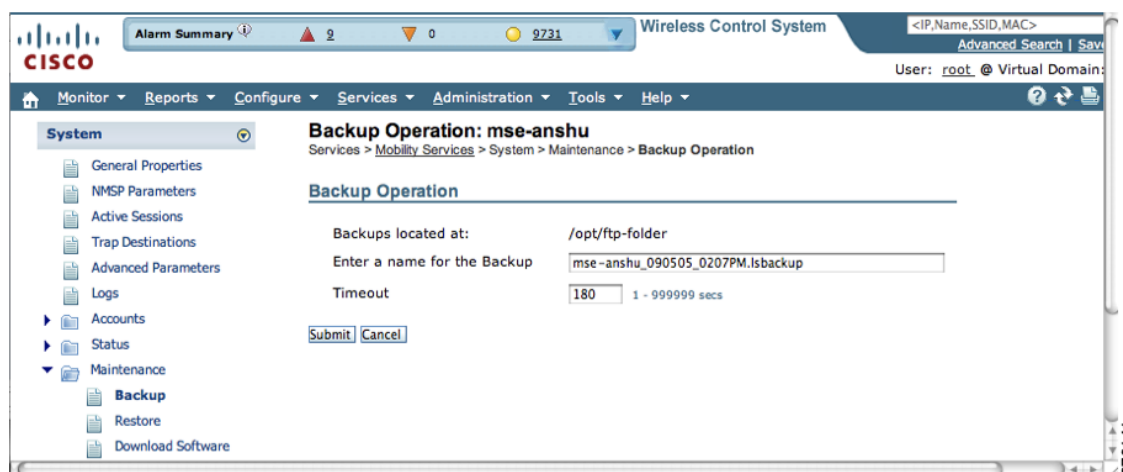 Alarm Summary 9 0 9731 Wireless Control System <IP,Name,SSID,MAC>
Advanced Search | Save
CISCO
User: root @ Virtual Domain:
Monitor Reports Configure Services Administration Tools Help
System
General Properties
NMSP Parameters
Active Sessions
Trap Destinations
Advanced Parameters
Logs
Accounts
Status
Maintenance
Backup
Restore
Download Software
Backup Operation: mse-anshu
Services > Mobility Services > System > Maintenance > Backup Operation
Backup Operation
Backups located at: /opt/ftp-folder
Enter a name for the Backup mse-anshu_090505_0207PM.lsbackup
Timeout 180 1 - 999999 secs
Submit Cancel